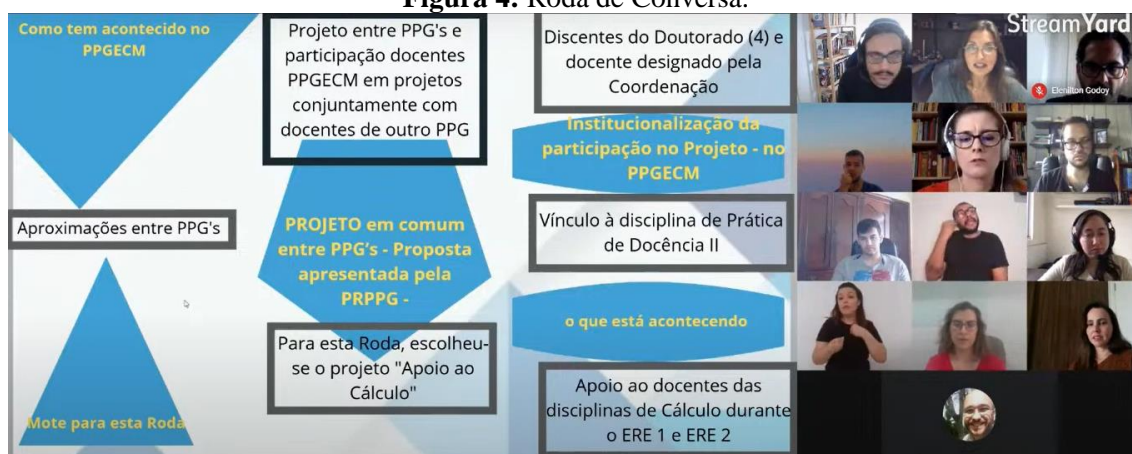 Figura 4: Roda de Conversa.
Como tem acontecido no
PPGECM
Aproximações entre PPG's
Mote para esta Roda
Projeto entre PPG's e
participação docentes
PPGECM em projetos
conjuntamente com
docentes de outro PPG
PROJETO em comum
entre PPG's - Proposta
apresentada pela
PRPPG -
Para esta Roda, escolheu-
se o projeto "Apoio ao
Cálculo"
Discentes do Doutorado (4) e
docente designado pela
Coordenação
Institucionalização da
participação no Projeto - no
PPGECM
Vínculo à disciplina de Prática
de Docência II
o que está acontecendo
Apoio ao docentes das
disciplinas de Cálculo durante
o ERE 1 e ERE 2
StreamYard
Elenilton Godoy